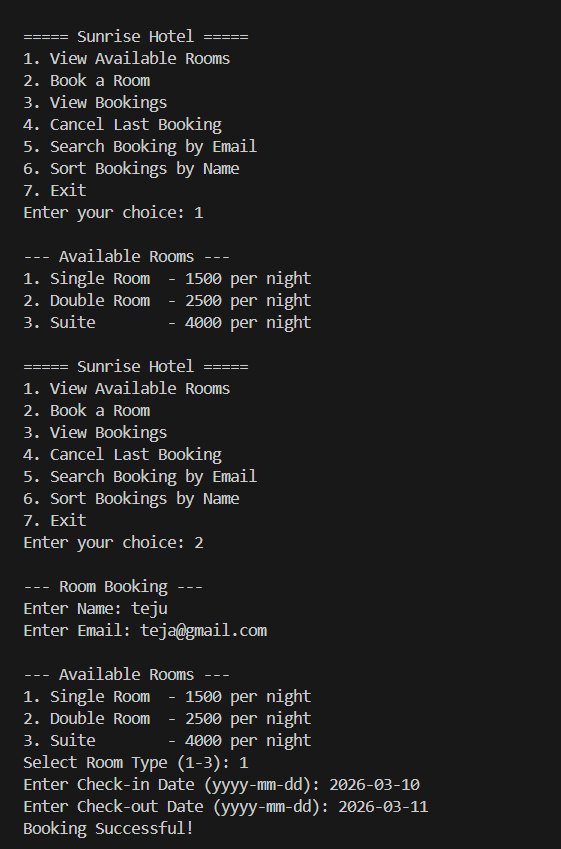 ===== Sunrise Hotel =====
1. View Available Rooms
2. Book a Room
3. View Bookings
4. Cancel Last Booking
5. Search Booking by Email
6. Sort Bookings by Name
7. Exit
Enter your choice: 1
--- Available Rooms ---
1. Single Room  - 1500 per night
2. Double Room  - 2500 per night
3. Suite        - 4000 per night
===== Sunrise Hotel =====
1. View Available Rooms
2. Book a Room
3. View Bookings
4. Cancel Last Booking
5. Search Booking by Email
6. Sort Bookings by Name
7. Exit
Enter your choice: 2
--- Room Booking ---
Enter Name: teju
Enter Email: teja@gmail.com
--- Available Rooms ---
1. Single Room  - 1500 per night
2. Double Room  - 2500 per night
3. Suite        - 4000 per night
Select Room Type (1-3): 1
Enter Check-in Date (yyyy-mm-dd): 2026-03-10
Enter Check-out Date (yyyy-mm-dd): 2026-03-11
Booking Successful!